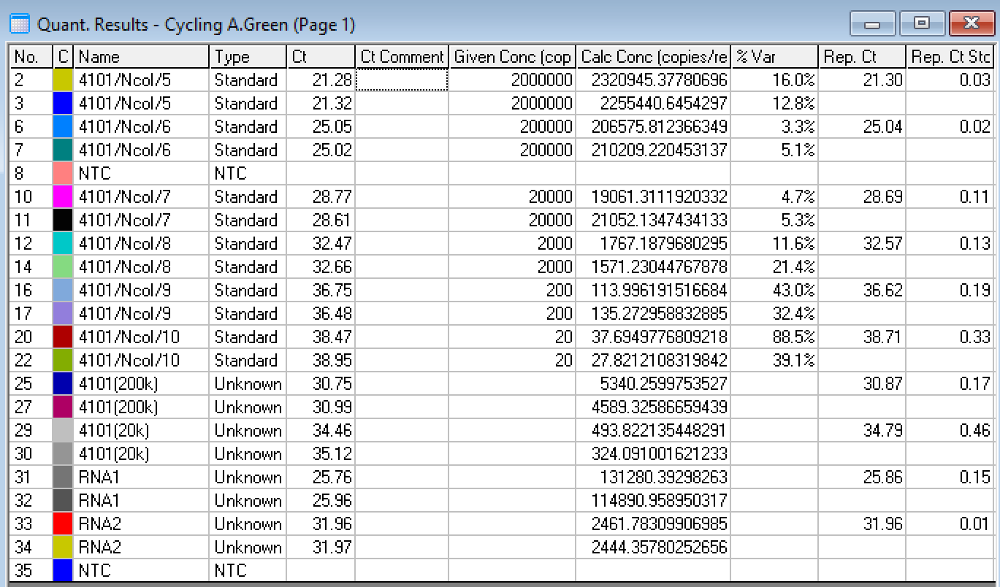 Quant. Results - Cycling A.Green (Page 1)
No. C Name Type Ct Ct Comment Given Conc (cop Calc Conc (copies/re % Var Rep. Ct Rep. Ct Stc
2 4101/Ncol/5 Standard 21.28 2000000 2320945.37780696 16.0% 21.30 0.03
3 4101/Ncol/5 Standard 21.32 2000000 2255440.6454297 12.8%
6 4101/Ncol/6 Standard 25.05 200000 206575.812366349 3.3% 25.04 0.02
7 4101/Ncol/6 Standard 25.02 200000 210209.220453137 5.1%
8 NTC NTC
10 4101/Ncol/7 Standard 28.77 20000 19061.3111920332 4.7% 28.69 0.11
11 4101/Ncol/7 Standard 28.61 20000 21052.1347434133 5.3%
12 4101/Ncol/8 Standard 32.47 2000 1767.1879680295 11.6% 32.57 0.13
14 4101/Ncol/8 Standard 32.66 2000 1571.23044767878 21.4%
16 4101/Ncol/9 Standard 36.75 200 113.996191516684 43.0% 36.62 0.19
17 4101/Ncol/9 Standard 36.48 200 135.272958832885 32.4%
20 4101/Ncol/10 Standard 38.47 20 37.6949776809218 88.5% 38.71 0.33
22 4101/Ncol/10 Standard 38.95 20 27.8212108319842 39.1%
25 4101(200k) Unknown 30.75 5340.2599753527 30.87 0.17
27 4101(200k) Unknown 30.99 4589.32586659439
29 4101(20k) Unknown 34.46 493.822135448291 34.79 0.46
30 4101(20k) Unknown 35.12 324.091001621233
31 RNA1 Unknown 25.76 131280.39298263 25.86 0.15
32 RNA1 Unknown 25.96 114890.958950317
33 RNA2 Unknown 31.96 2461.78309906985 31.96 0.01
34 RNA2 Unknown 31.97 2444.35780252656
35 NTC NTC